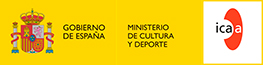 GOBIERNO
DE ESPAÑA
MINISTERIO
DE CULTURA
Y DEPORTE
icaa